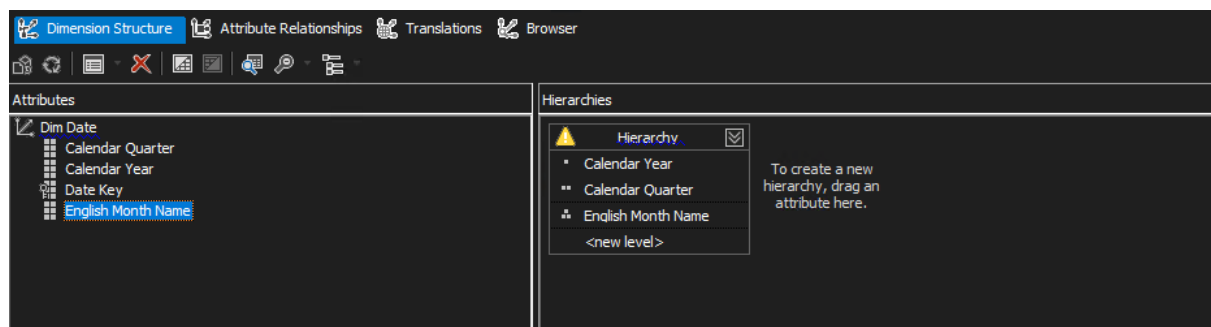 Dimension Structure Attribute Relationships Translations Browser
Attributes
Dim Date
Calendar Quarter
Calendar Year
Date Key
English Month Name
Hierarchies
Hierarchy
Calendar Year
Calendar Quarter
English Month Name
<new level>
To create a new
hierarchy, drag an
attribute here.